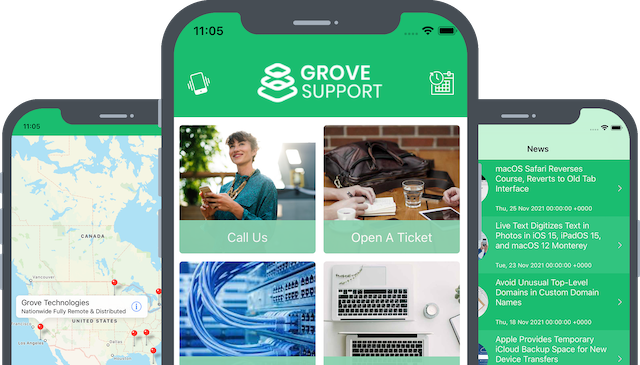 11:05
CANADA
Vancouver
Grove Technologies
Nationwide Fully Remote & Distributed
UNITED STATES
Los Angeles
Dallas
11:05
GROVE
SUPPORT
Call Us
Open A Ticket
News
macOS Safari Reverses
Course, Reverts to Old Tab
Interface
Thu, 25 Nov 2021 00:00:00 +0000
Live Text Digitizes Text in
Photos in iOS 15, iPadOS 15,
and macOS 12 Monterey
Tue, 23 Nov 2021 00:00:00 +0000
Avoid Unusual Top-Level
Domains in Custom Domain
Names
Thu, 18 Nov 2021 00:00:00 +0000
Apple Provides Temporary
iCloud Backup Space for New
Device Transfers